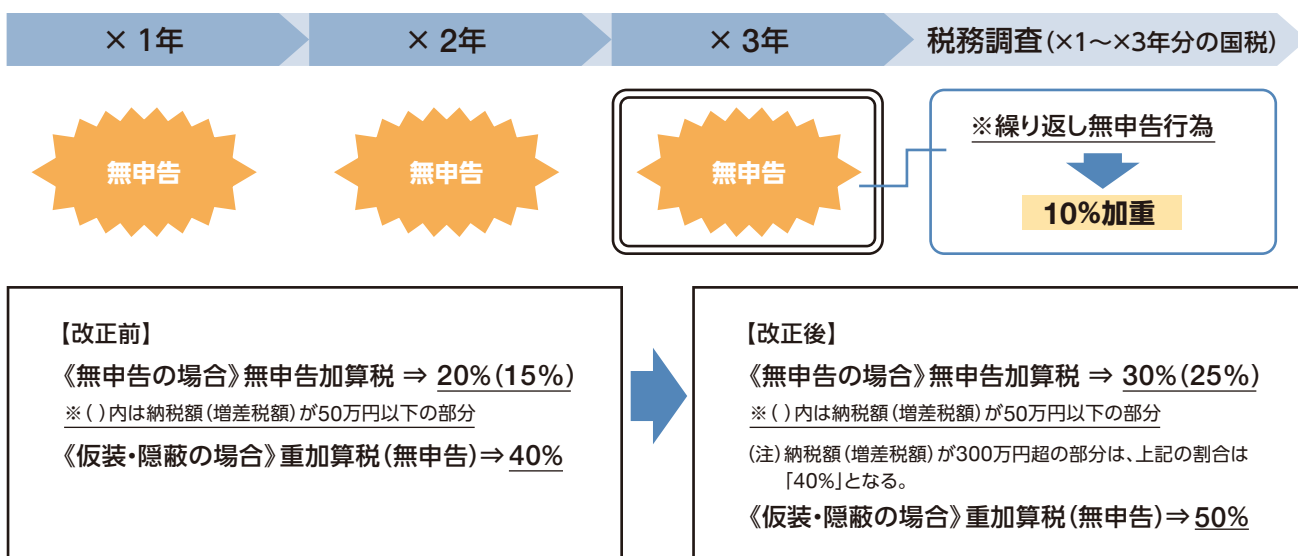 × 1年
× 2年
× 3年
税務調査(×1～×3年分の国税)
無申告
無申告
無申告
※繰り返し無申告行為
10%加重
【改正前】
《無申告の場合》無申告加算税 ⇒ 20%(15%)
※( )内は納税額(増差税額)が50万円以下の部分
《仮装・隠蔽の場合》重加算税(無申告)⇒40%
【改正後】
《無申告の場合》無申告加算税 ⇒ 30%(25%)
※( )内は納税額(増差税額)が50万円以下の部分
(注)納税額(増差税額)が300万円超の部分は、上記の割合は
「40%」となる。
《仮装・隠蔽の場合》重加算税(無申告)⇒50%